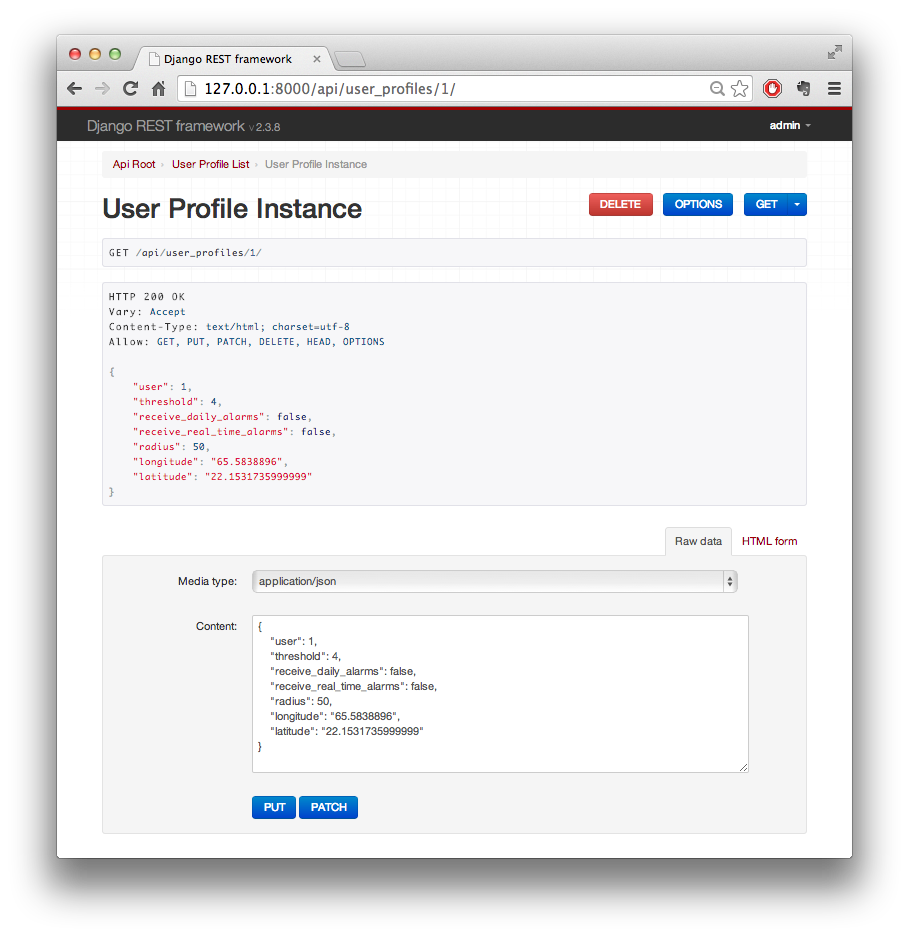 Django REST framework
127.0.0.1:8000/api/user_profiles/1/
Django REST framework v 2.3.8 admin
Api Root › User Profile List › User Profile Instance
User Profile Instance DELETE OPTIONS GET
GET /api/user_profiles/1/
HTTP 200 OK
Vary: Accept
Content-Type: text/html; charset=utf-8
Allow: GET, PUT, PATCH, DELETE, HEAD, OPTIONS
{
"user": 1,
"threshold": 4,
"receive_daily_alarms": false,
"receive_real_time_alarms": false,
"radius": 50,
"longitude": "65.5838896",
"latitude": "22.1531735999999"
}
Raw data HTML form
Media type: application/json
Content: {
"user": 1,
"threshold": 4,
"receive_daily_alarms": false,
"receive_real_time_alarms": false,
"radius": 50,
"longitude": "65.5838896",
"latitude": "22.1531735999999"
}
PUT PATCH